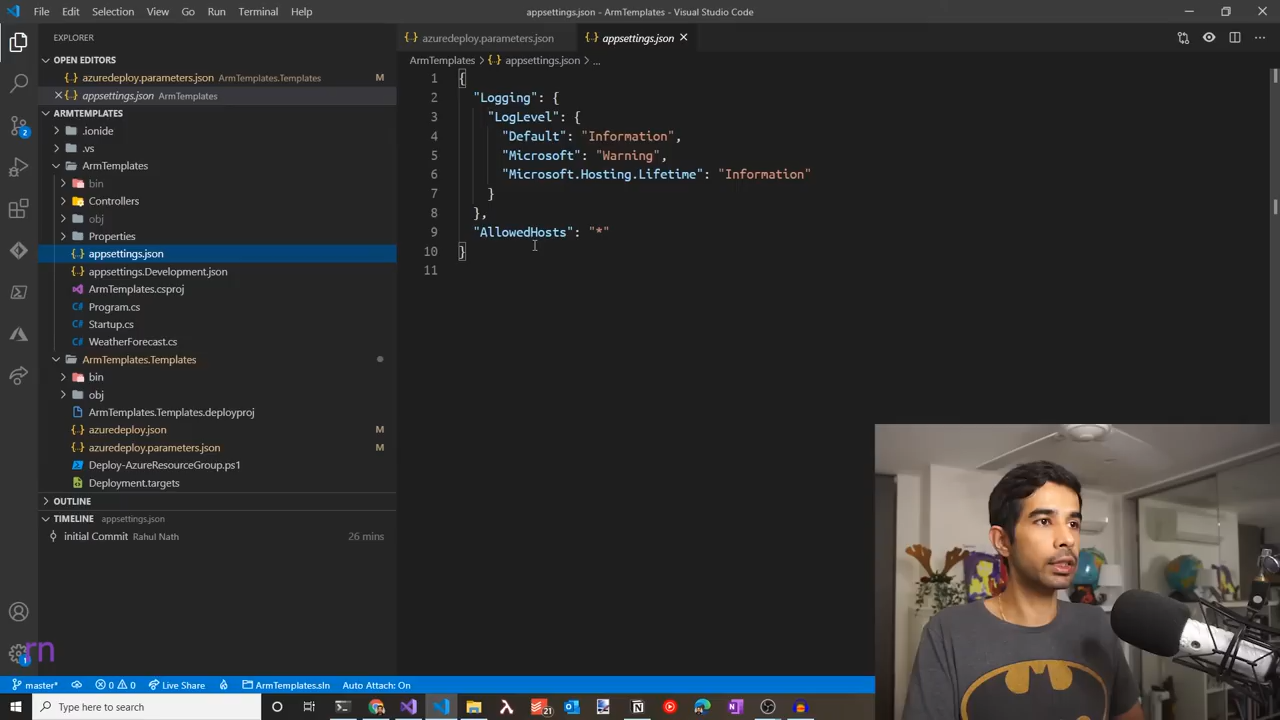 File Edit Selection View Go Run Terminal Help
appsettings.json - ArmTemplates - Visual Studio Code
EXPLORER
OPEN EDITORS
azuredeploy.parameters.json ArmTemplates.Templates M
appsettings.json ArmTemplates
ARMTEMPLATES
.ionide
.vs
ArmTemplates
bin
Controllers
obj
Properties
appsettings.json
appsettings.Development.json
ArmTemplates.csproj
Program.cs
Startup.cs
WeatherForecast.cs
ArmTemplates.Templates
bin
obj
ArmTemplates.Templates.deployproj
azuredeploy.json M
azuredeploy.parameters.json M
Deploy-AzureResourceGroup.ps1
Deployment.targets
OUTLINE
TIMELINE appsettings.json
initial Commit Rahul Nath 26 mins
azuredeploy.parameters.json
appsettings.json
ArmTemplates > appsettings.json > ...
1 {
2 "Logging": {
3 "LogLevel": {
4 "Default": "Information",
5 "Microsoft": "Warning",
6 "Microsoft.Hosting.Lifetime": "Information"
7 }
8 },
9 "AllowedHosts": "*"
10 }
11
2
1
rn
master* 0 0 Live Share ArmTemplates.sln Auto Attach: On
Type here to search
21